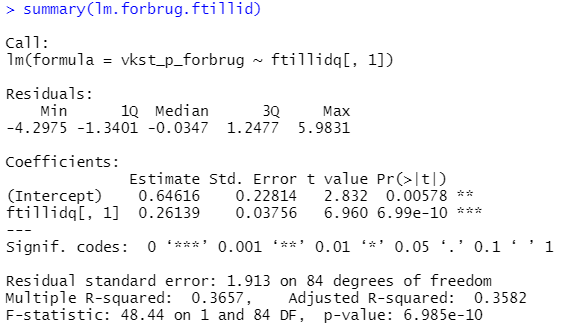 > summary(lm.forbrug.ftillid)
Call:
lm(formula = vkst_p_forbrug ~ ftillidq[, 1])
Residuals:
    Min      1Q  Median      3Q     Max
-4.2975 -1.3401 -0.0347  1.2477  5.9831
Coefficients:
              Estimate Std. Error t value Pr(>|t|)
(Intercept)    0.64616    0.22814   2.832  0.00578 **
ftillidq[, 1]  0.26139    0.03756   6.960 6.99e-10 ***
---
Signif. codes:  0 ‘***’ 0.001 ‘**’ 0.01 ‘*’ 0.05 ‘.’ 0.1 ‘ ’ 1
Residual standard error: 1.913 on 84 degrees of freedom
Multiple R-squared:  0.3657,    Adjusted R-squared:  0.3582
F-statistic: 48.44 on 1 and 84 DF,  p-value: 6.985e-10